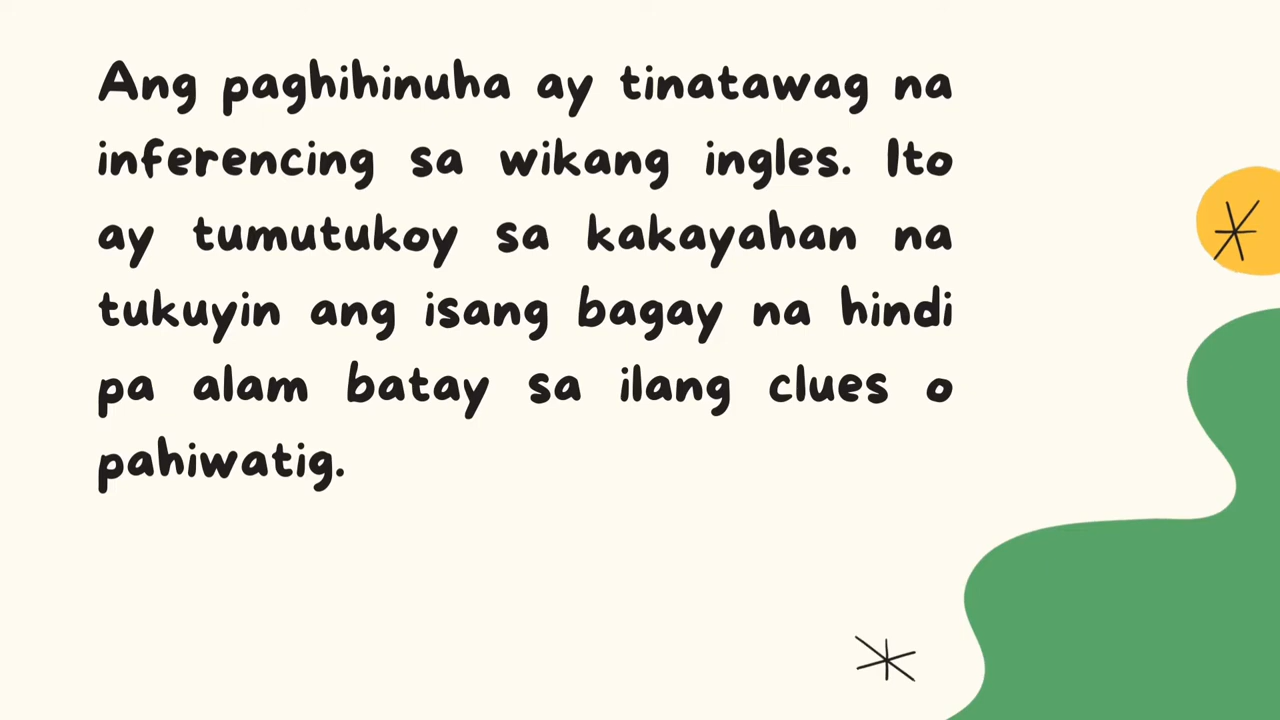 Ang paghihinuha ay tinatawag na
inferencing sa wikang ingles. Ito
ay tumutukoy sa kakayahan na
tukuyin ang isang bagay na hindi
pa alam batay sa ilang clues o
pahiwatig.